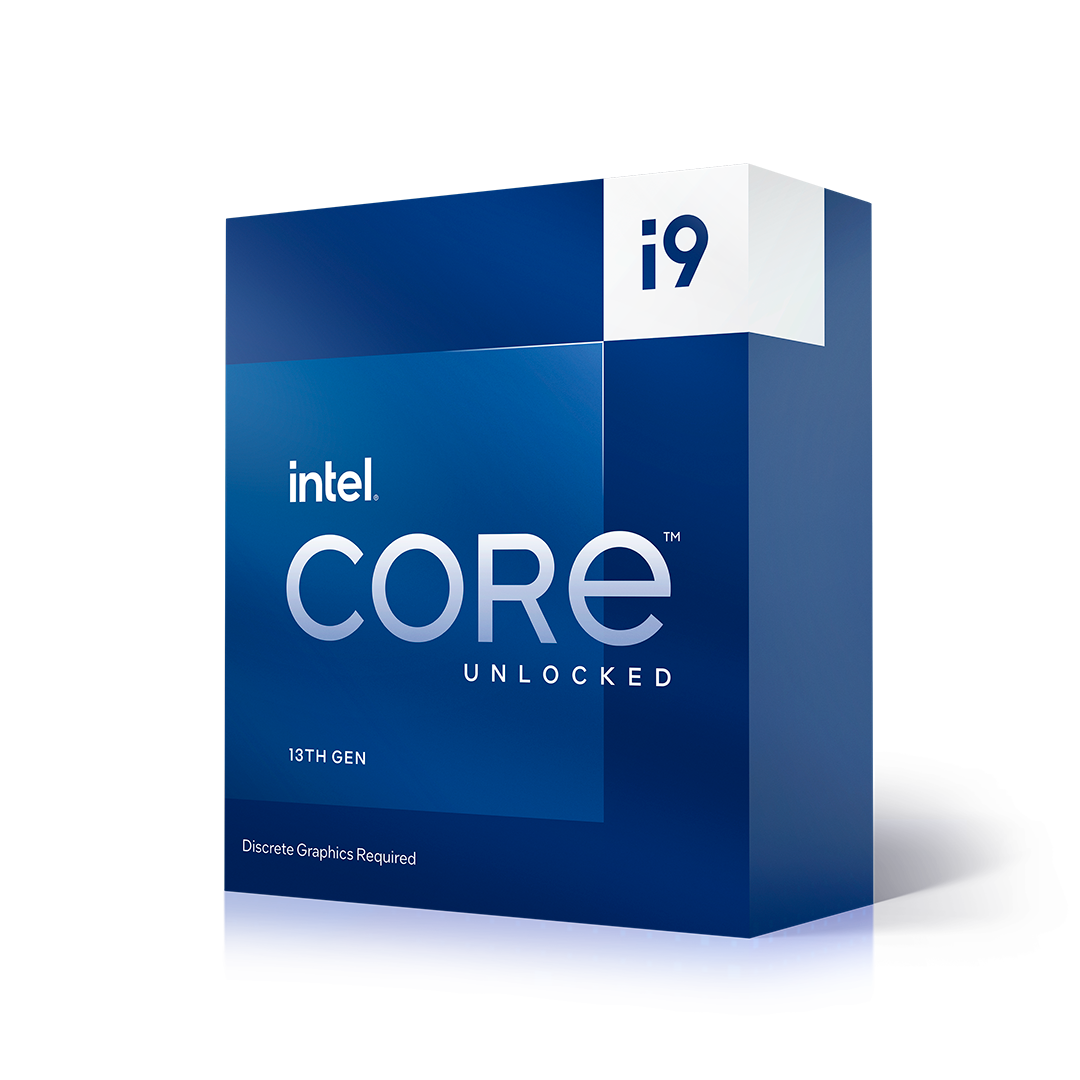 i9
intel®
CORe™
UNLOCKED
13TH GEN
Discrete Graphics Required